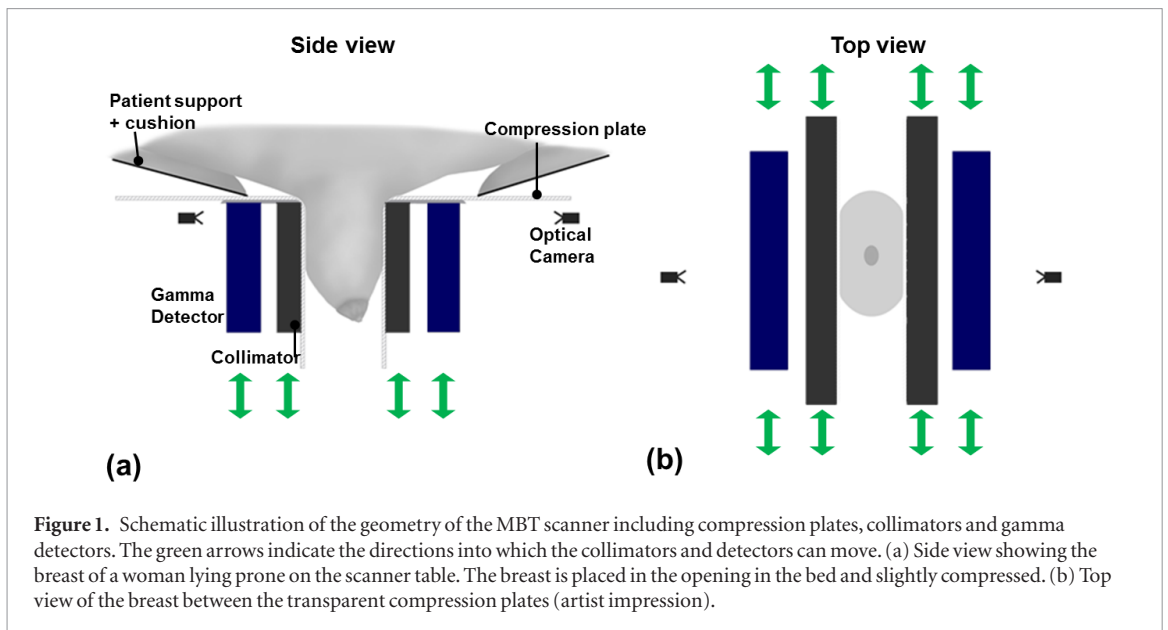 Side view
Top view
Patient support
+ cushion
Compression plate
Optical
Camera
Gamma
Detector
Collimator
(a)
(b)
Figure 1. Schematic illustration of the geometry of the MBT scanner including compression plates, collimators and gamma
detectors. The green arrows indicate the directions into which the collimators and detectors can move. (a) Side view showing the
breast of a woman lying prone on the scanner table. The breast is placed in the opening in the bed and slightly compressed. (b) Top
view of the breast between the transparent compression plates (artist impression).